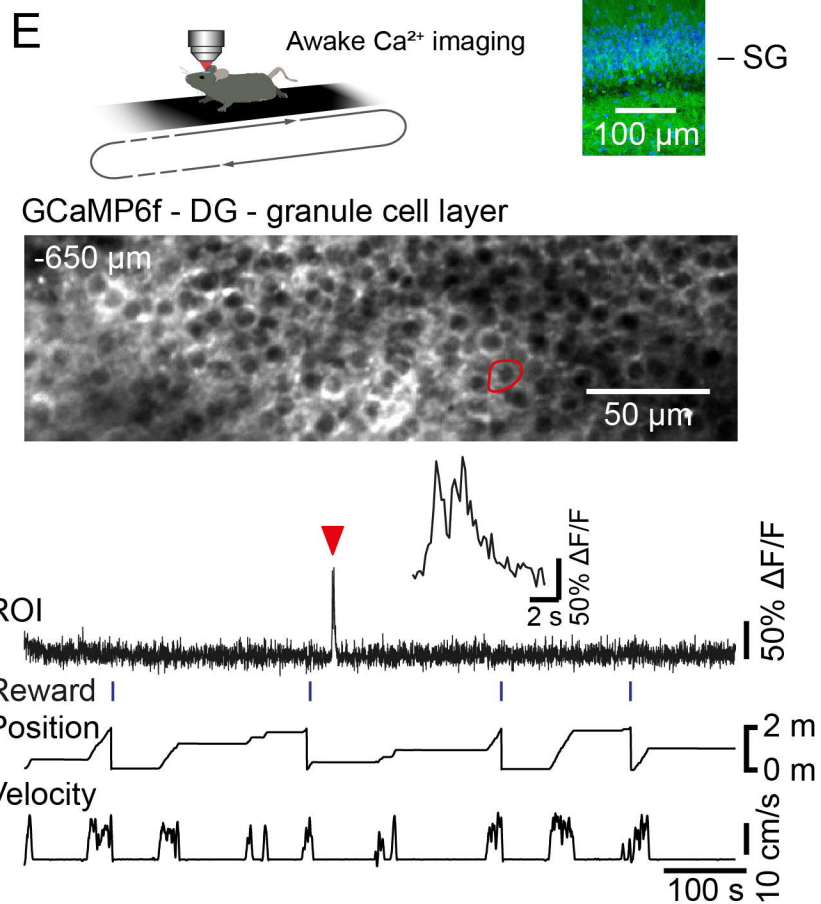 E
Awake Ca²⁺ imaging
– SG
100 µm
GCaMP6f - DG - granule cell layer
-650 µm
50 µm
50% ΔF/F
2 s
ROI
50% ΔF/F
Reward
Position
2 m
0 m
Velocity
10 cm/s
100 s